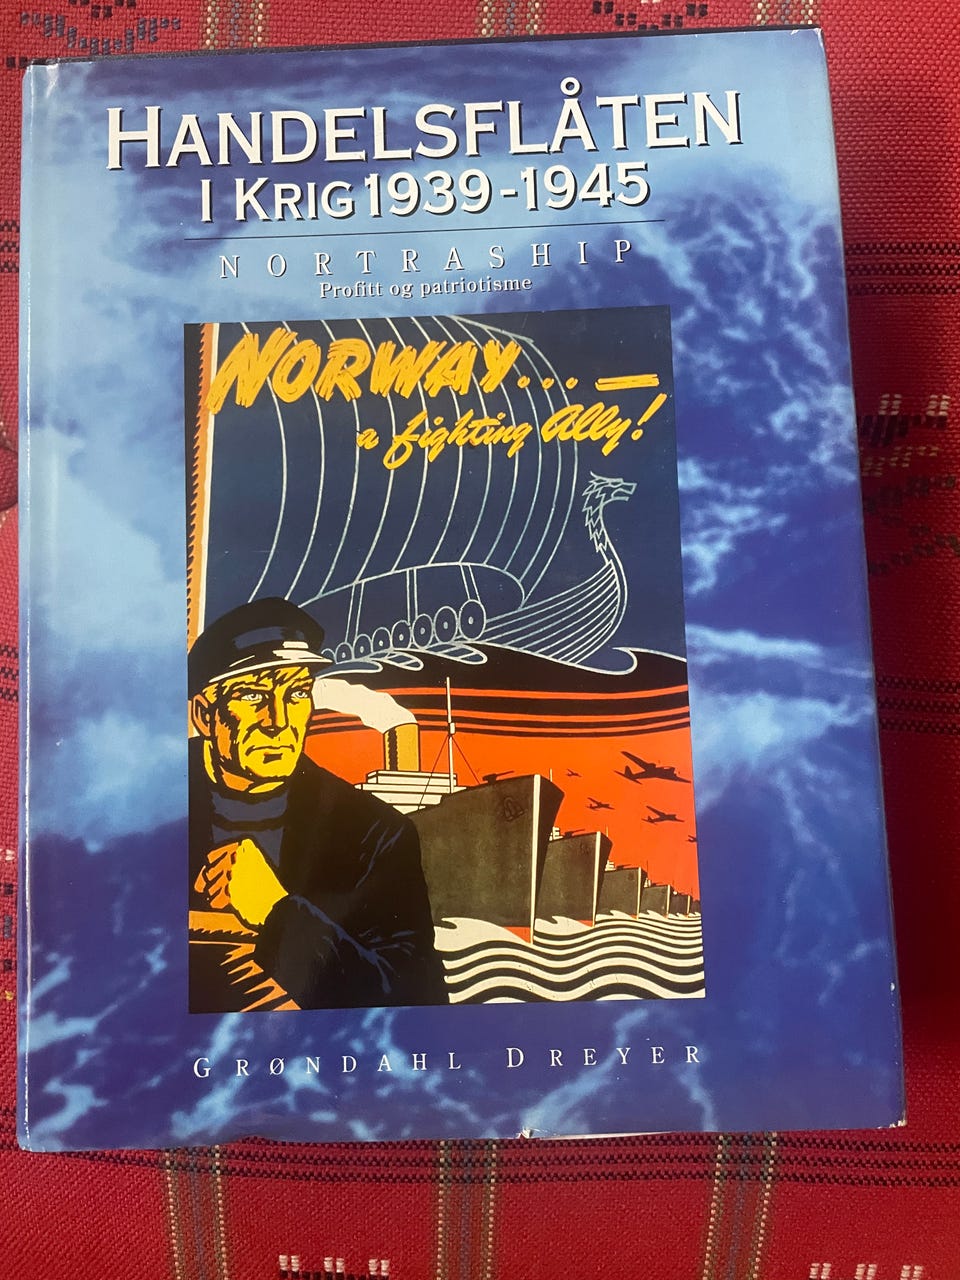 HANDELSFLÅTEN
I KRIG 1939-1945
NORTRASHIP
Profitt og patriotisme
NORWAY... —
a fighting Ally!
GRØNDAHL DREYER